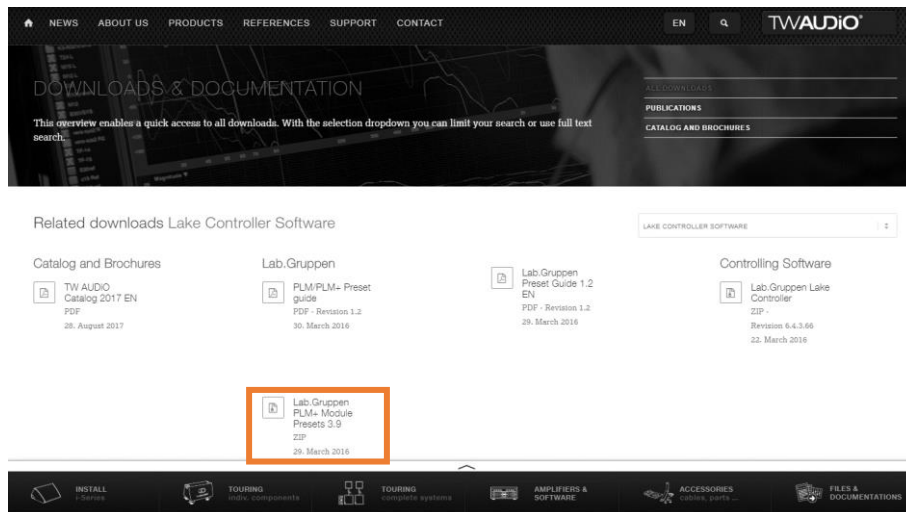 NEWS ABOUT US PRODUCTS REFERENCES SUPPORT CONTACT EN TWAUDiO®
DOWNLOADS & DOCUMENTATION
This overview enables a quick access to all downloads. With the selection dropdown you can limit your search or use full text
search.
ALL DOWNLOADS
PUBLICATIONS
CATALOG AND BROCHURES
Related downloads Lake Controller Software
LAKE CONTROLLER SOFTWARE
Catalog and Brochures
TW AUDiO
Catalog 2017 EN
PDF
28. August 2017
Lab.Gruppen
PLM/PLM+ Preset
guide
PDF - Revision 1.2
30. March 2016
Lab.Gruppen
Preset Guide 1.2
EN
PDF - Revision 1.2
29. March 2016
Controlling Software
Lab.Gruppen Lake
Controller
ZIP -
Revision 6.4.3.66
22. March 2016
Lab.Gruppen
PLM+ Module
Presets 3.9
ZIP
29. March 2016
INSTALL
i-Series
TOURING
indiv. components
TOURING
complete systems
AMPLIFIERS &
SOFTWARE
ACCESSORIES
cables, parts ...
FILES &
DOCUMENTATIONS